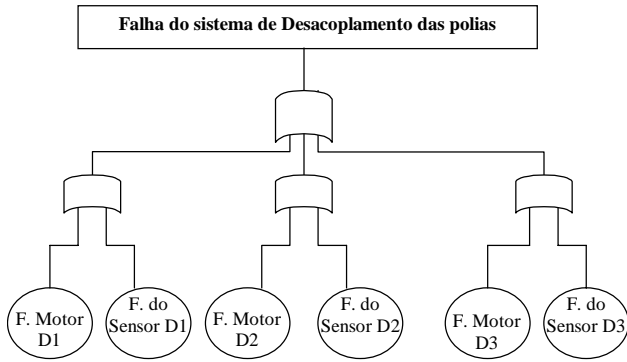 Falha do sistema de Desacoplamento das polias
F. Motor
D1
F. do
Sensor D1
F. Motor
D2
F. do
Sensor D2
F. Motor
D3
F. do
Sensor D3